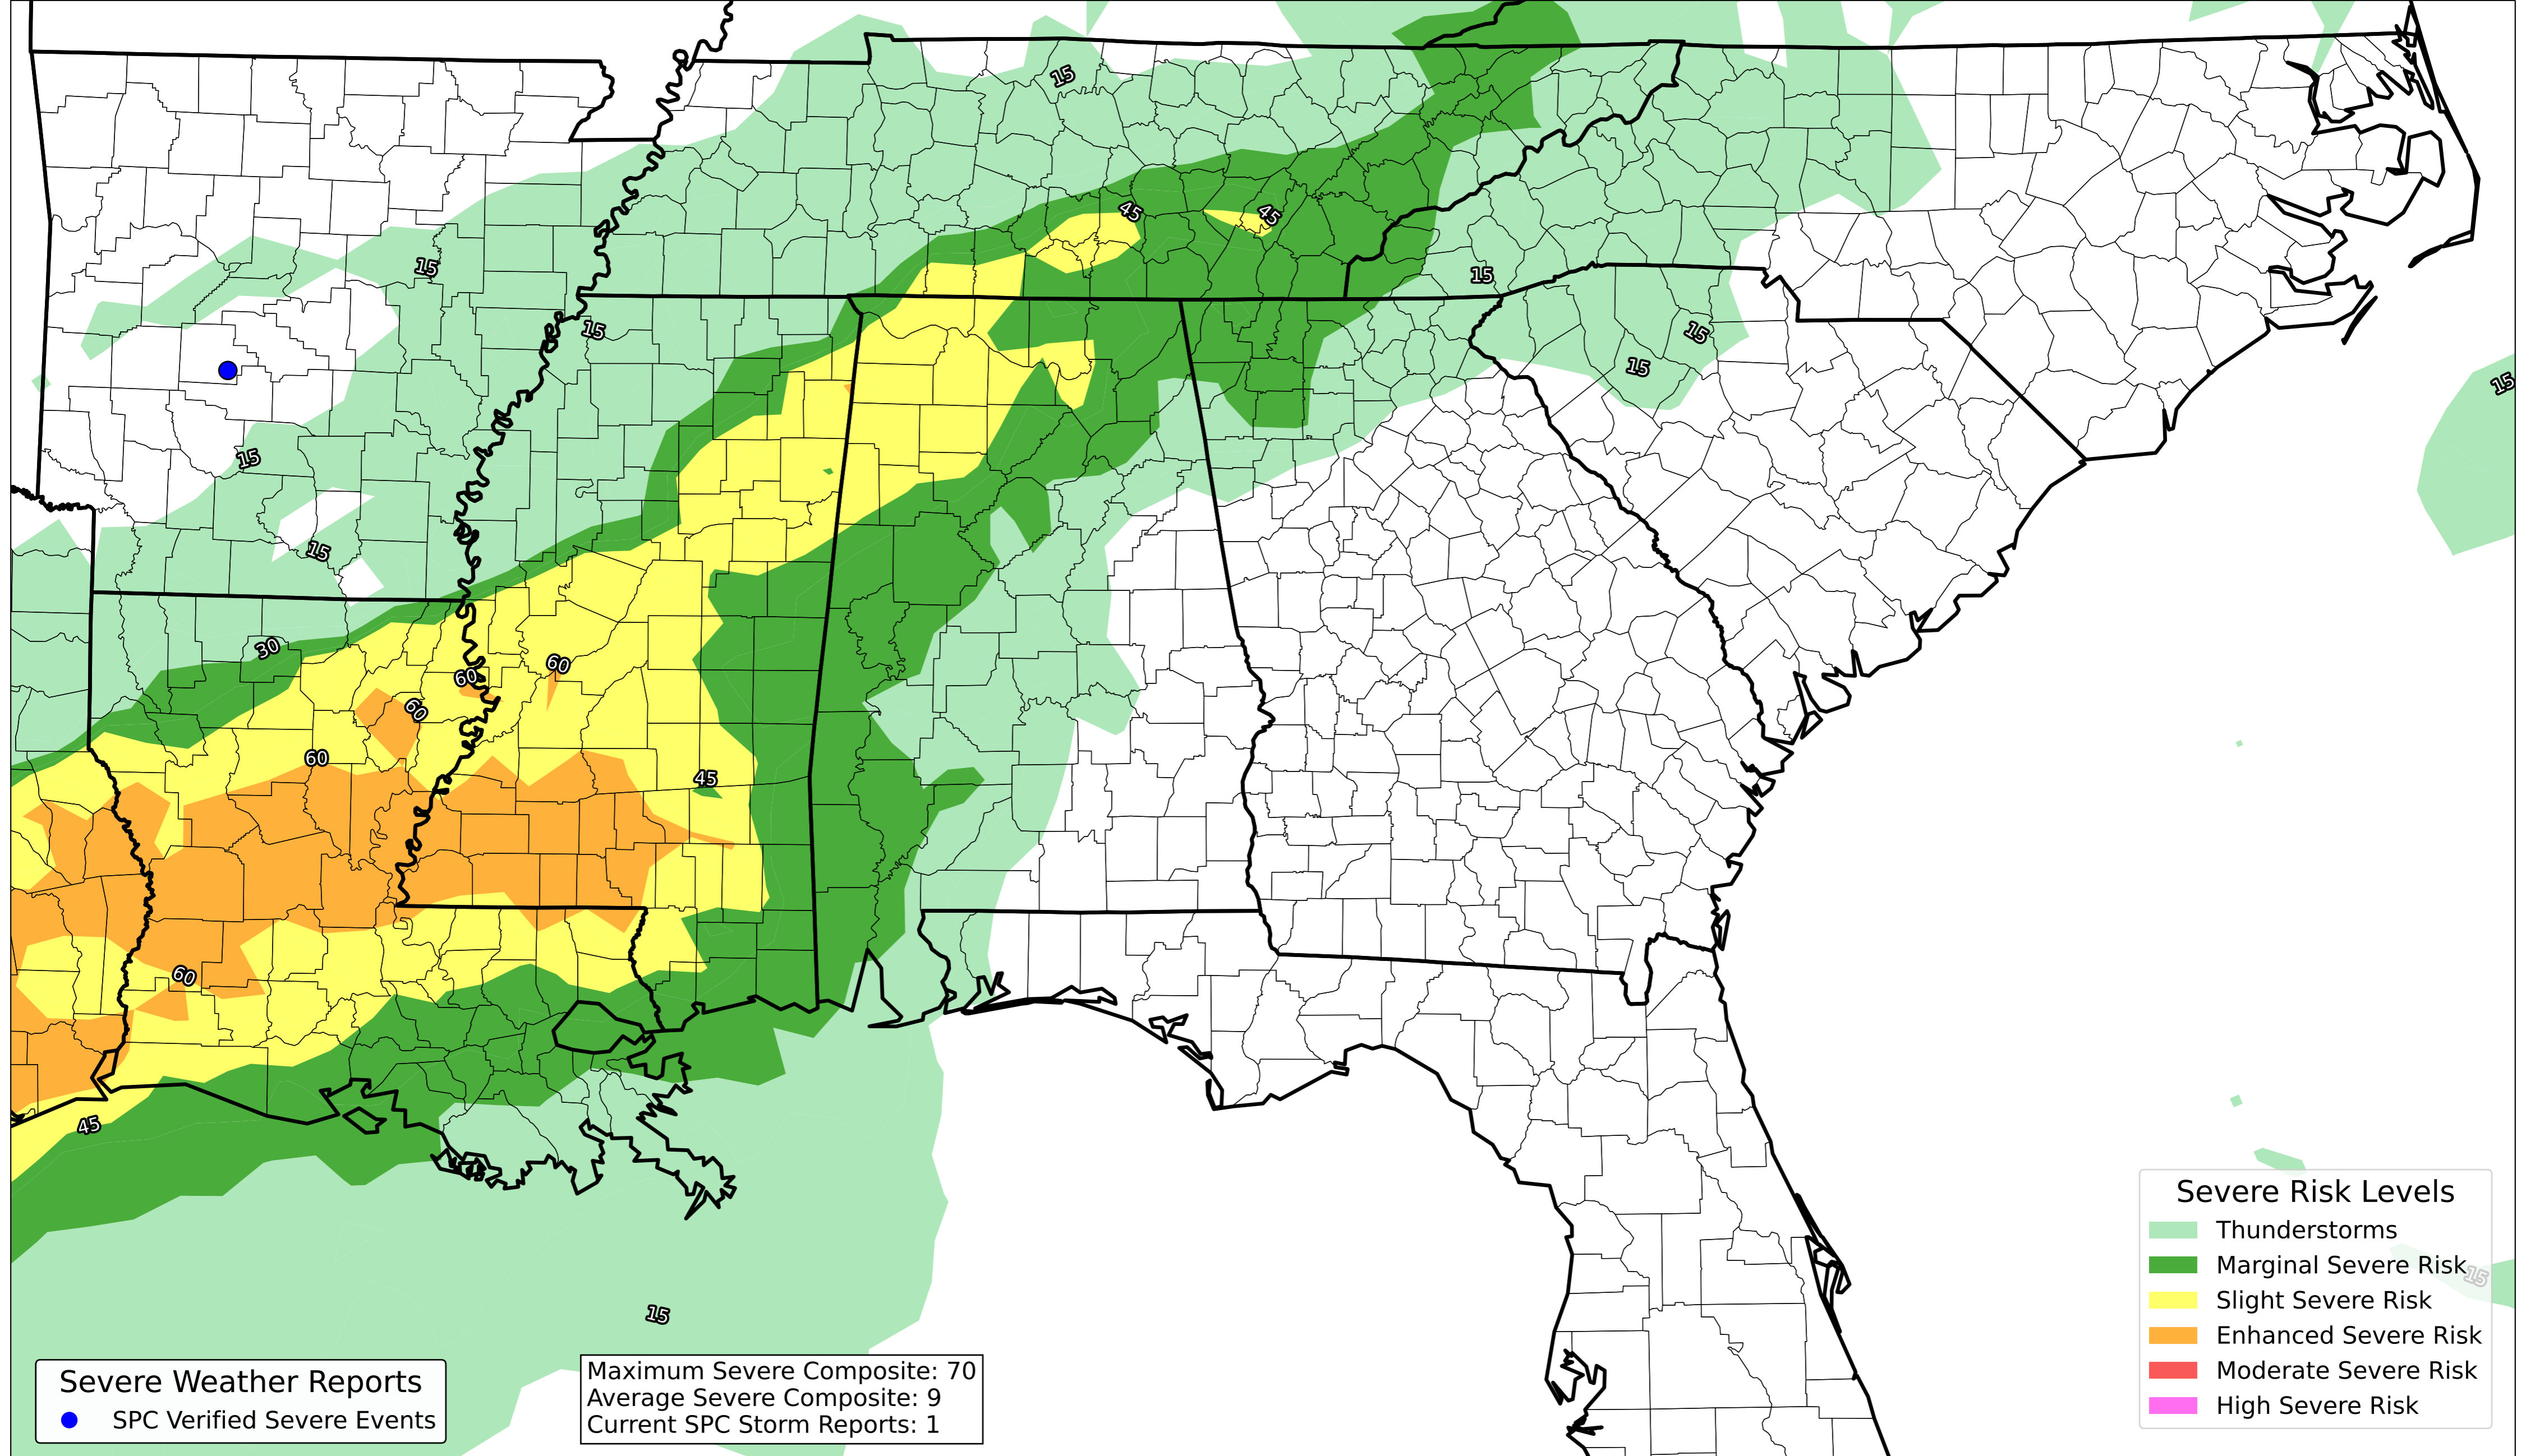 15
45
45
15
15
15
15
15
15
15
15
30
60
60
60
60
45
60
45
15
15
Severe Risk Levels
Thunderstorms
Marginal Severe Risk
Slight Severe Risk
Enhanced Severe Risk
Moderate Severe Risk
High Severe Risk
Severe Weather Reports
SPC Verified Severe Events
Maximum Severe Composite: 70
Average Severe Composite: 9
Current SPC Storm Reports: 1